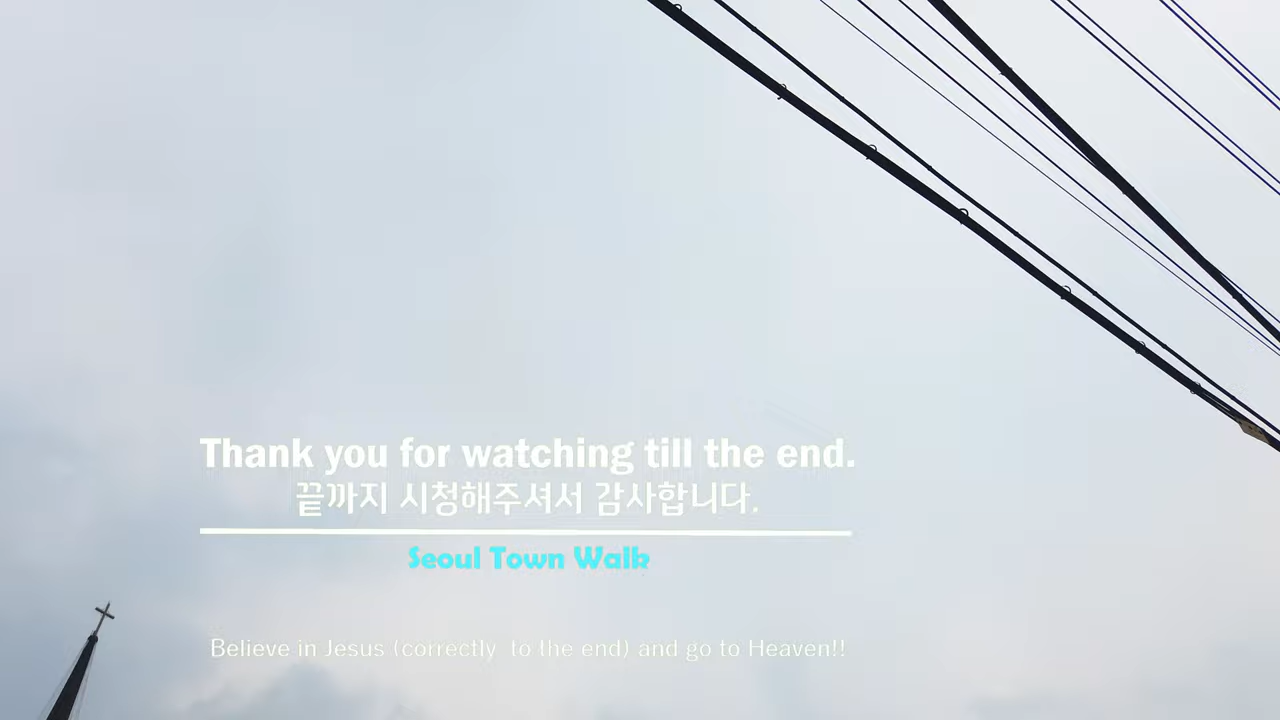 Thank you for watching till the end.
끝까지 시청해주셔서 감사합니다.
Seoul Town Walk
Believe in Jesus (correctly to the end) and go to Heaven!!